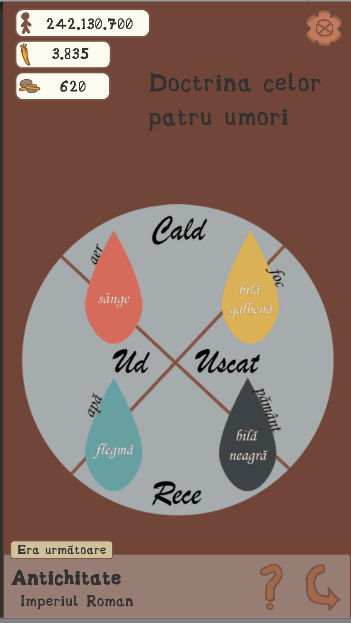 242.130.700
3.835
620
Doctrina celor
patru umori
Cald
aer
foc
sânge
bilă
galbenă
Ud
Uscat
apă
pământ
flegmă
bilă
neagră
Rece
Era următoare
Antichitate
Imperiul Roman
?